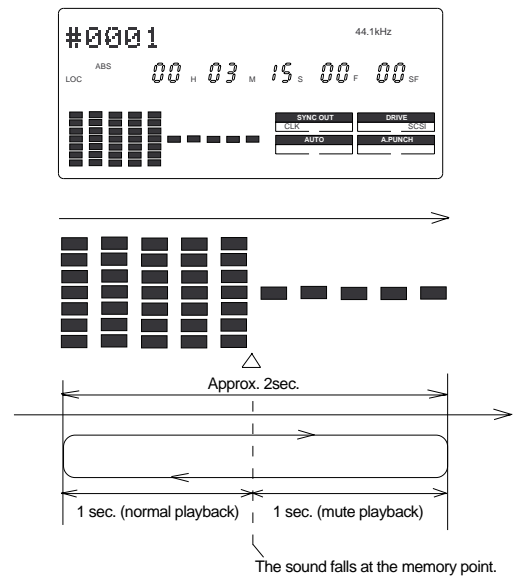 #0001 44.1kHz
LOC ABS 00 H 03 M 15 S 00 F 00 SF
SYNC OUT DRIVE
CLK SCSI
AUTO A.PUNCH
Approx. 2sec.
1 sec. (normal playback) 1 sec. (mute playback)
The sound falls at the memory point.